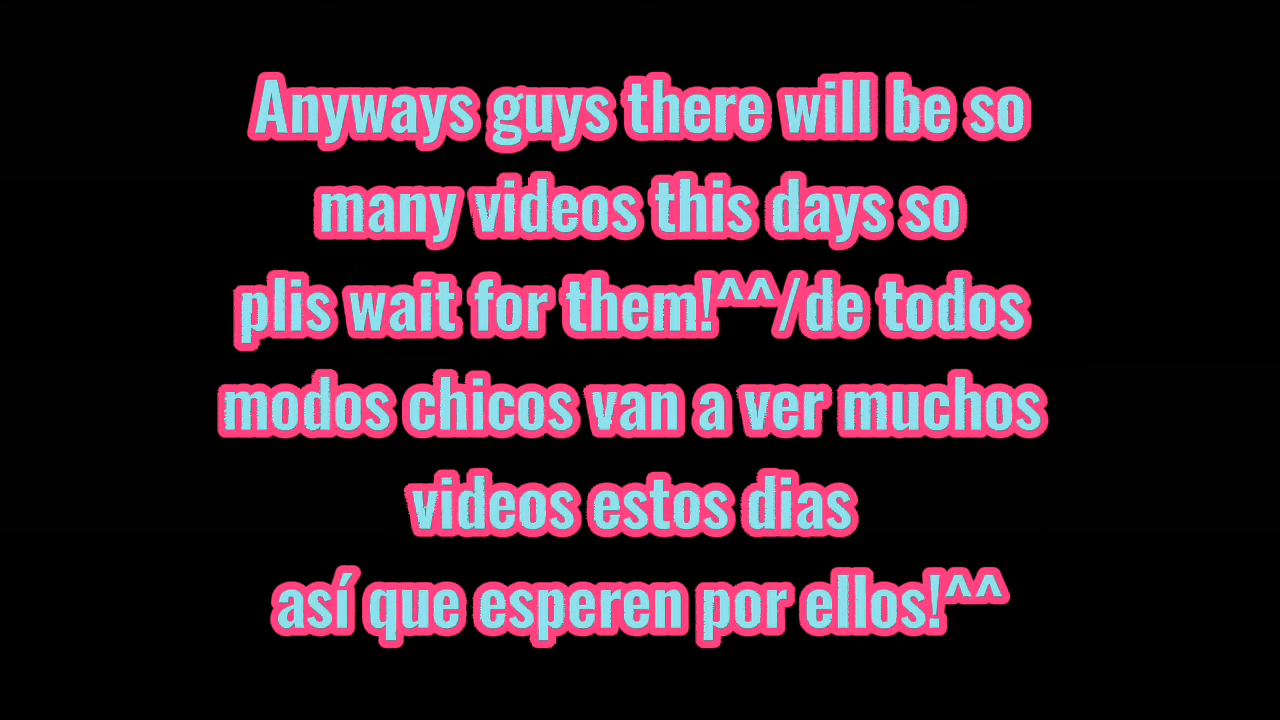 Anyways guys there will be so
many videos this days so
plis wait for them!^^/de todos
modos chicos van a ver muchos
videos estos dias
así que esperen por ellos!^^